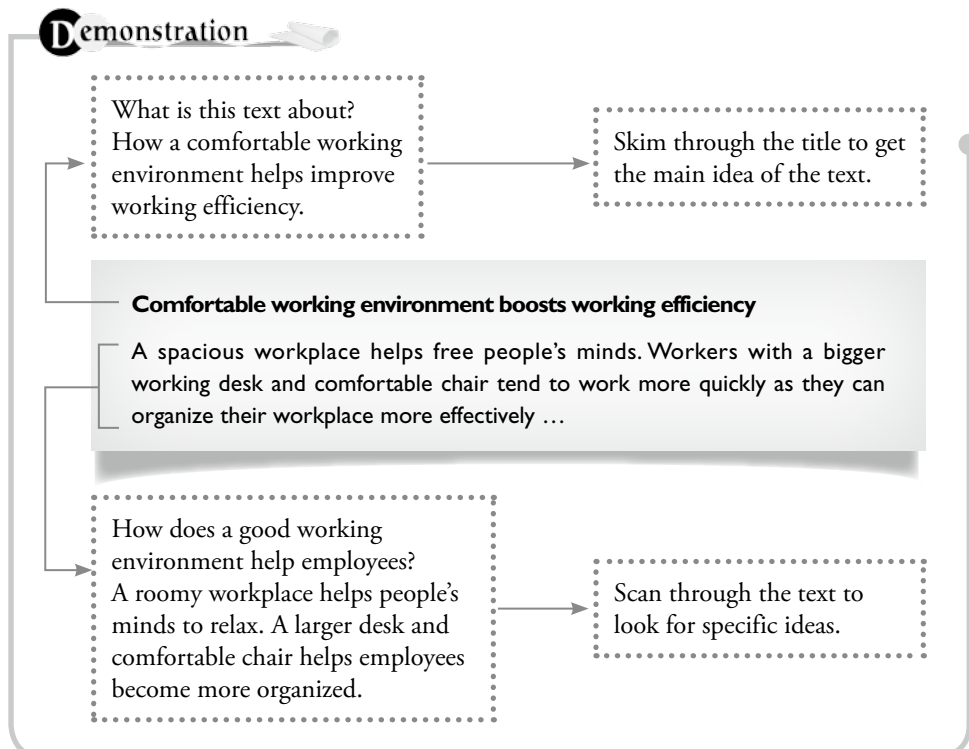 Demonstration
What is this text about?
How a comfortable working
environment helps improve
working efficiency.
Skim through the title to get
the main idea of the text.
Comfortable working environment boosts working efficiency
A spacious workplace helps free people’s minds. Workers with a bigger
working desk and comfortable chair tend to work more quickly as they can
organize their workplace more effectively …
How does a good working
environment help employees?
A roomy workplace helps people’s
minds to relax. A larger desk and
comfortable chair helps employees
become more organized.
Scan through the text to
look for specific ideas.